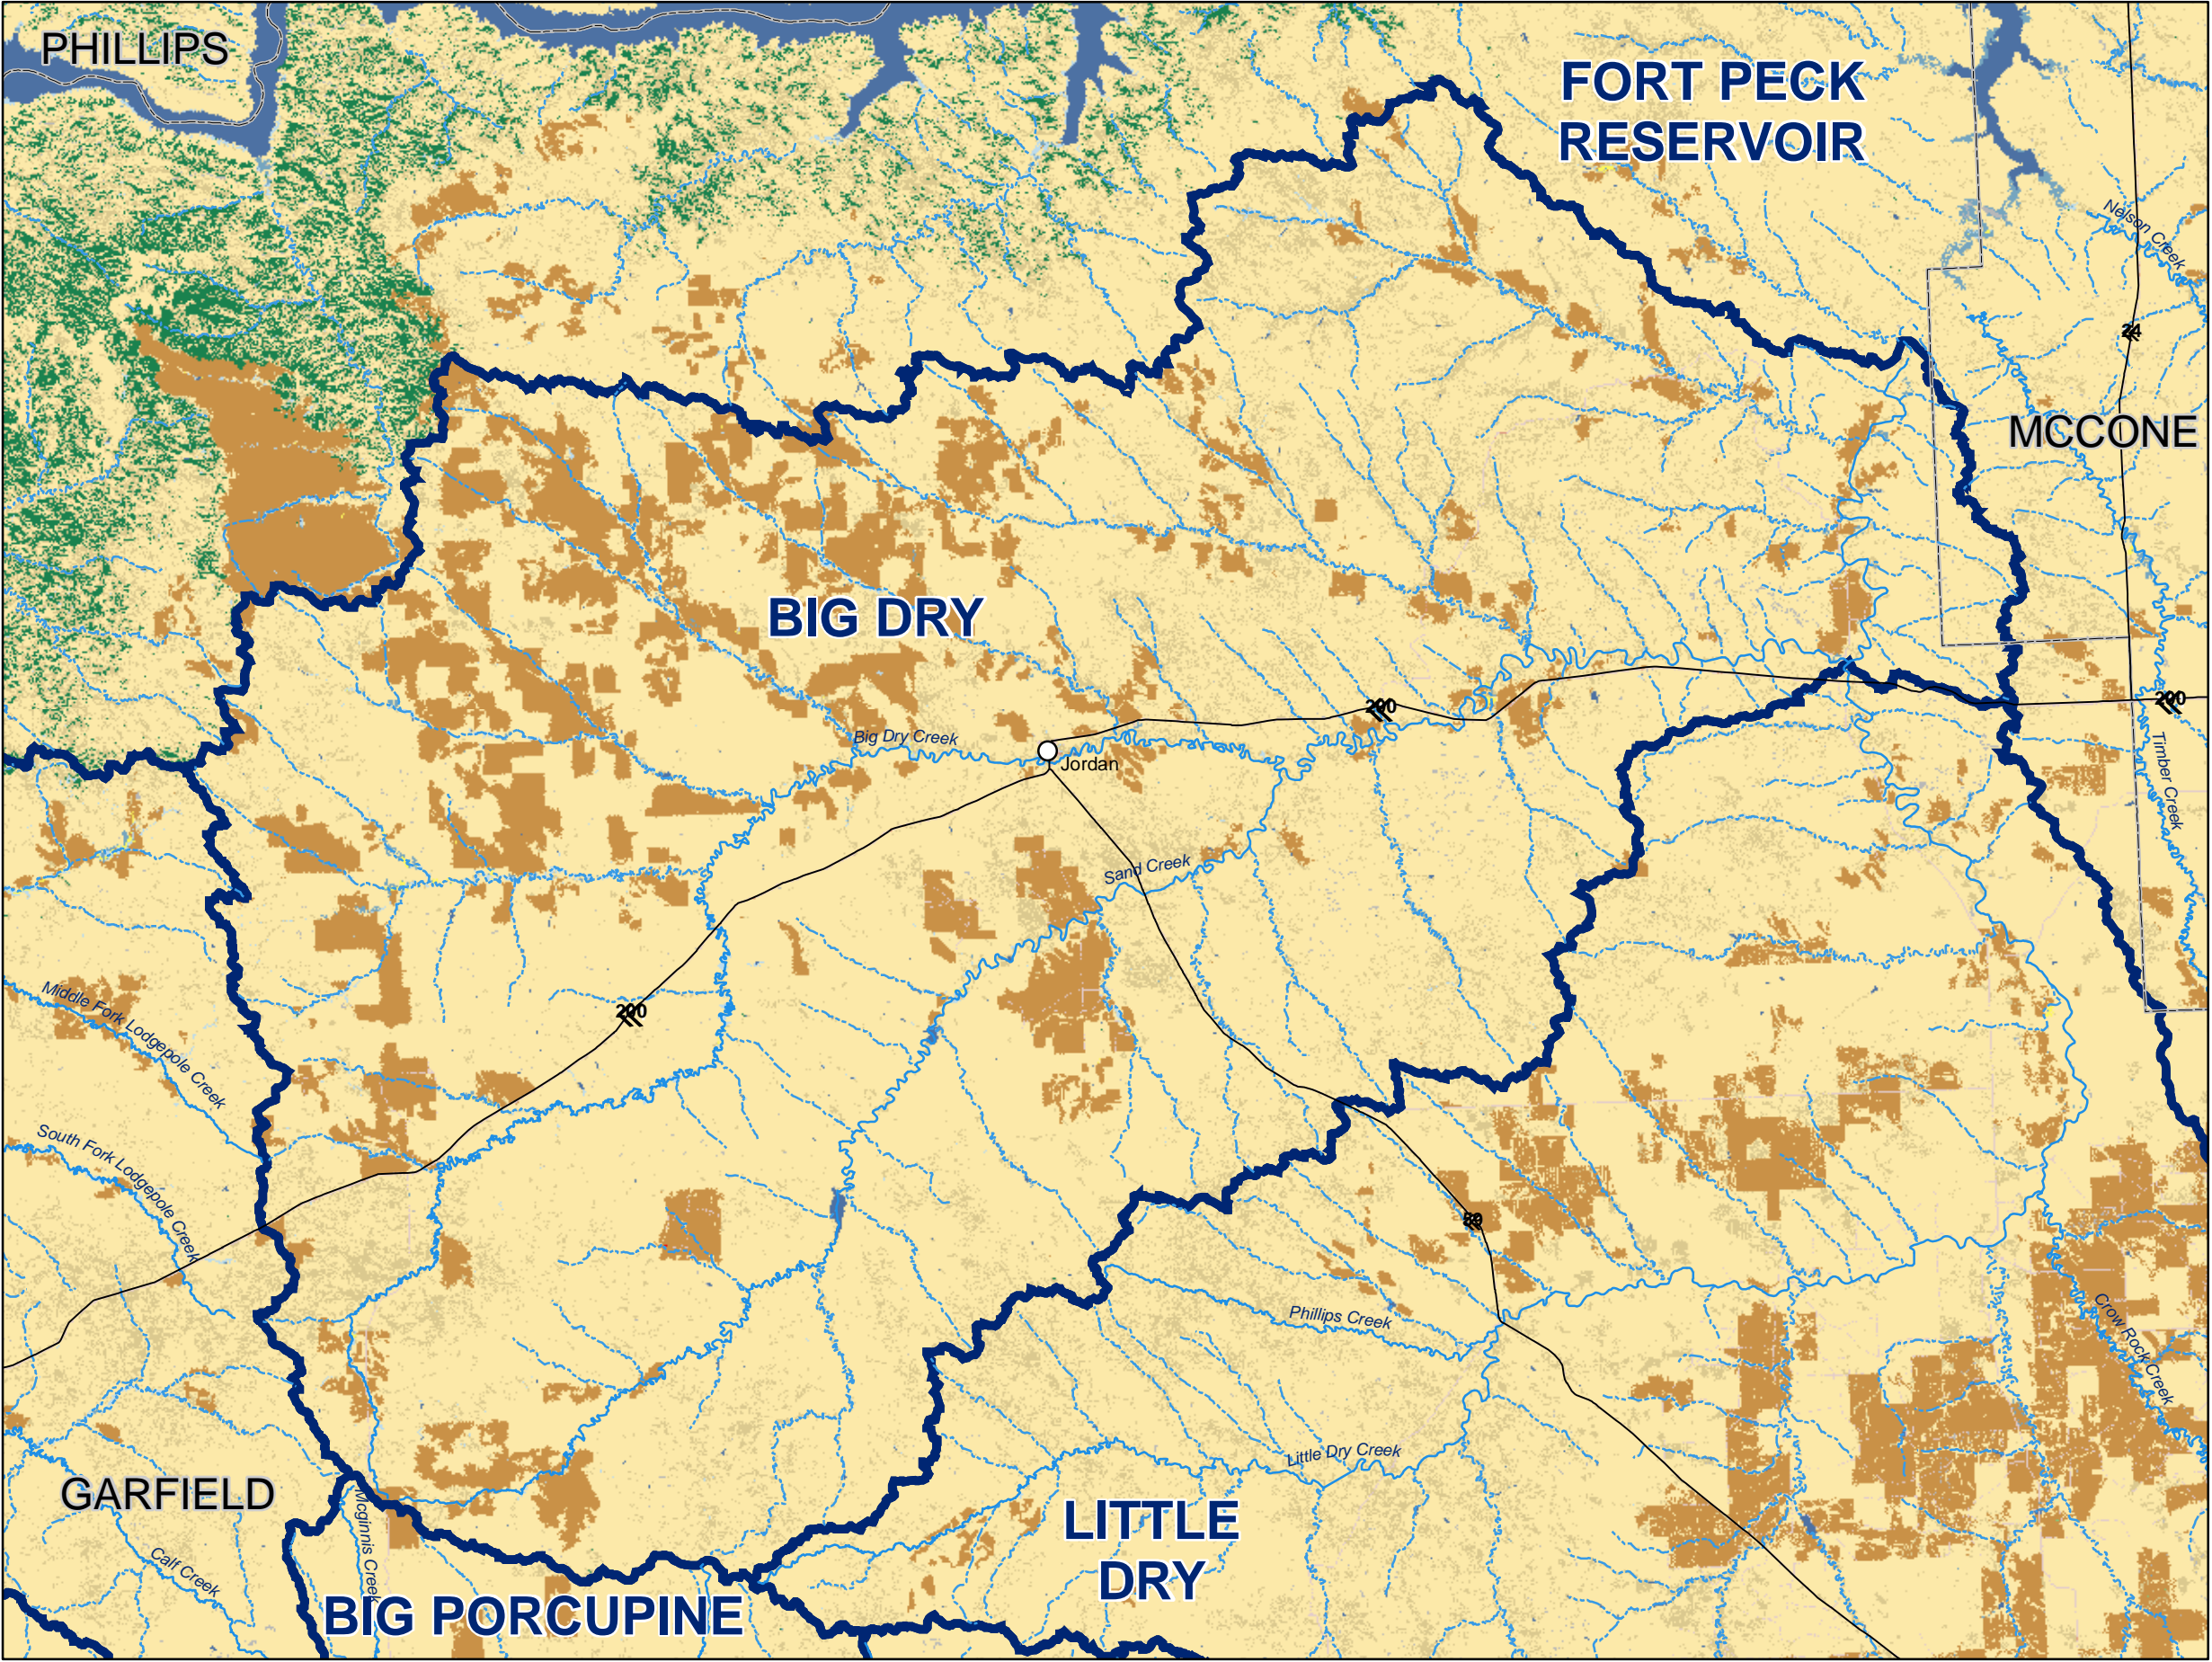 PHILLIPS
FORT PECK
RESERVOIR
Nelson Creek
24
MCCONE
BIG DRY
200
200
Big Dry Creek
Jordan
Timber Creek
Sand Creek
Middle Fork Lodgepole Creek
200
South Fork Lodgepole Creek
59
Phillips Creek
Crow Rock Creek
Little Dry Creek
GARFIELD
Mcginnis Creek
LITTLE
DRY
Calf Creek
BIG PORCUPINE